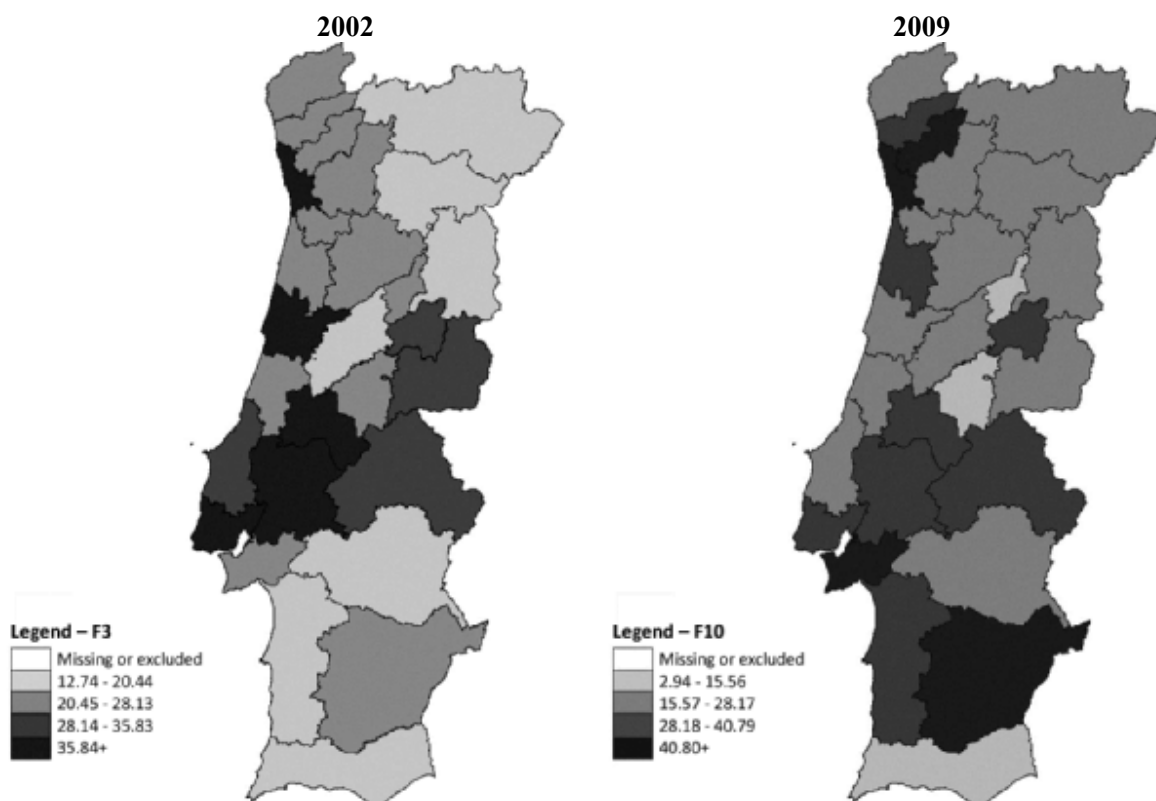 2002
2009
Legend – F3
Missing or excluded
12.74 - 20.44
20.45 - 28.13
28.14 - 35.83
35.84+
Legend – F10
Missing or excluded
2.94 - 15.56
15.57 - 28.17
28.18 - 40.79
40.80+